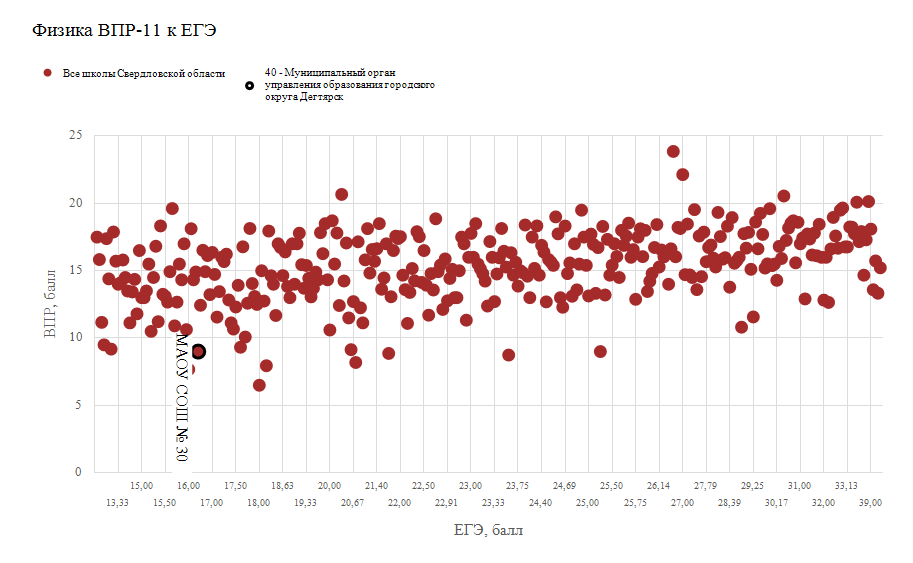 Физика ВПР-11 к ЕГЭ
Все школы Свердловской области
40 - Муниципальный орган
управления образования городского
округа Дегтярск
25
20
15
10
5
0
ВПР, балл
МАОУ СОШ № 30
15,00 16,00 17,50 18,63 20,00 21,40 22,50 23,00 23,75 24,69 25,50 26,14 27,79 29,25 31,00 33,13
13,33 15,50 17,00 18,00 19,33 20,67 22,00 22,91 23,33 24,40 25,00 25,75 27,00 28,39 30,17 32,00 39,00
ЕГЭ, балл